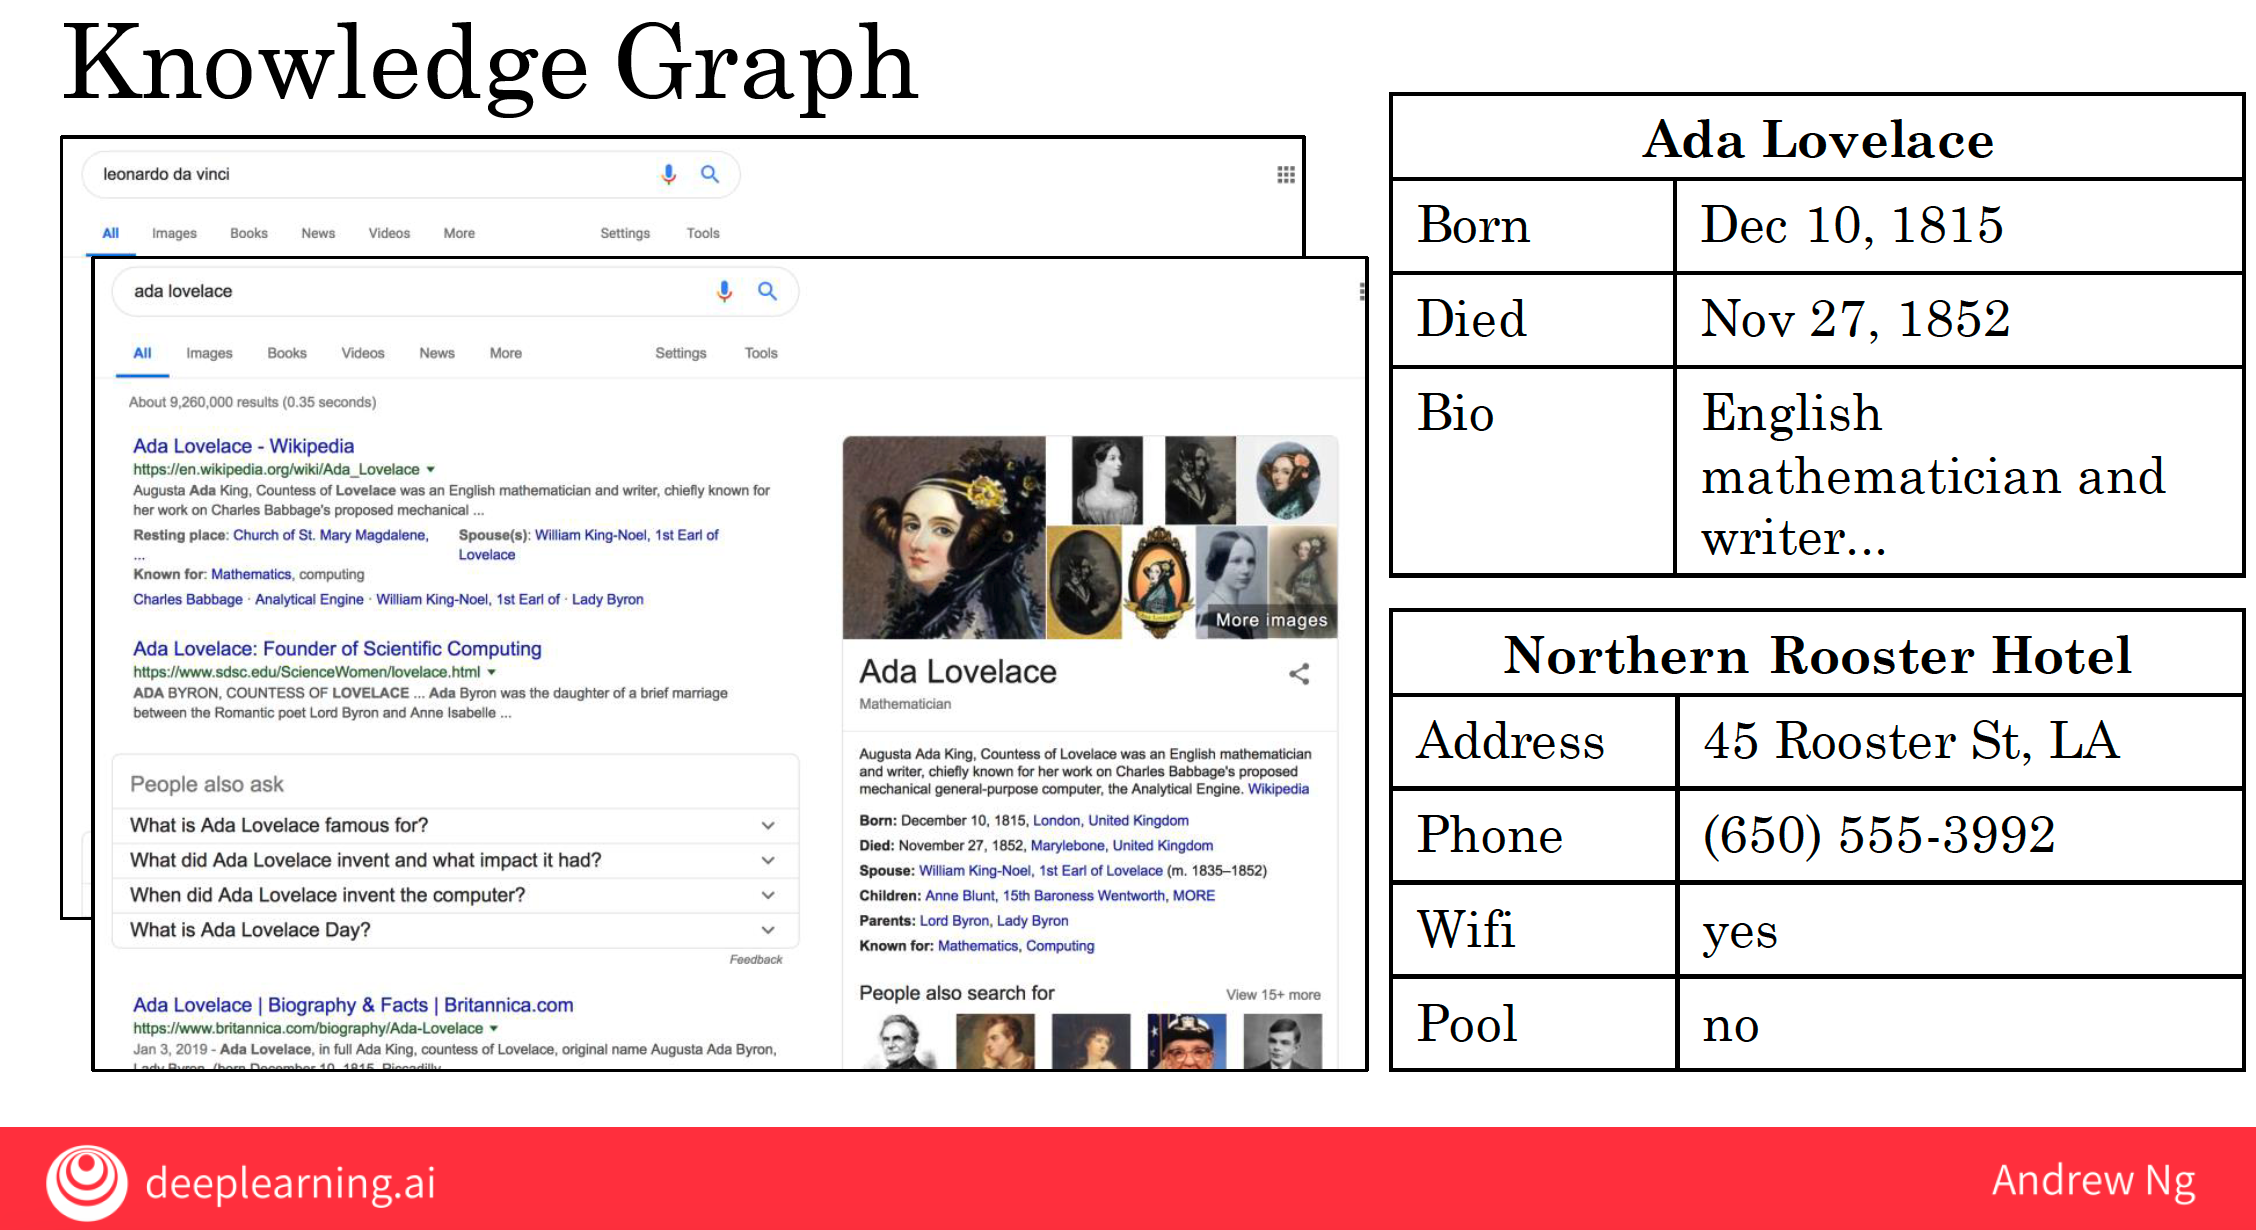 Knowledge Graph
leonardo da vinci
All Images Books News Videos More Settings Tools
ada lovelace
All Images Books Videos News More Settings Tools
About 9,260,000 results (0.35 seconds)
Ada Lovelace - Wikipedia
https://en.wikipedia.org/wiki/Ada_Lovelace
Augusta Ada King, Countess of Lovelace was an English mathematician and writer, chiefly known for
her work on Charles Babbage's proposed mechanical ...
Resting place: Church of St. Mary Magdalene,
...
Spouse(s): William King-Noel, 1st Earl of
Lovelace
Known for: Mathematics, computing
Charles Babbage · Analytical Engine · William King-Noel, 1st Earl of · Lady Byron
Ada Lovelace: Founder of Scientific Computing
https://www.sdsc.edu/ScienceWomen/lovelace.html
ADA BYRON, COUNTESS OF LOVELACE ... Ada Byron was the daughter of a brief marriage
between the Romantic poet Lord Byron and Anne Isabelle ...
People also ask
What is Ada Lovelace famous for?
What did Ada Lovelace invent and what impact it had?
When did Ada Lovelace invent the computer?
What is Ada Lovelace Day?
Feedback
Ada Lovelace | Biography & Facts | Britannica.com
https://www.britannica.com/biography/Ada-Lovelace
Jan 3, 2019 - Ada Lovelace, in full Ada King, countess of Lovelace, original name Augusta Ada Byron,
Lady Byron, (born December 10, 1815, Piccadilly
More images
Ada Lovelace
Mathematician
Augusta Ada King, Countess of Lovelace was an English mathematician
and writer, chiefly known for her work on Charles Babbage's proposed
mechanical general-purpose computer, the Analytical Engine. Wikipedia
Born: December 10, 1815, London, United Kingdom
Died: November 27, 1852, Marylebone, United Kingdom
Spouse: William King-Noel, 1st Earl of Lovelace (m. 1835–1852)
Children: Anne Blunt, 15th Baroness Wentworth, MORE
Parents: Lord Byron, Lady Byron
Known for: Mathematics, Computing
People also search for
View 15+ more
Ada Lovelace
Born Dec 10, 1815
Died Nov 27, 1852
Bio English
mathematician and
writer...
Northern Rooster Hotel
Address 45 Rooster St, LA
Phone (650) 555-3992
Wifi yes
Pool no
deeplearning.ai
Andrew Ng